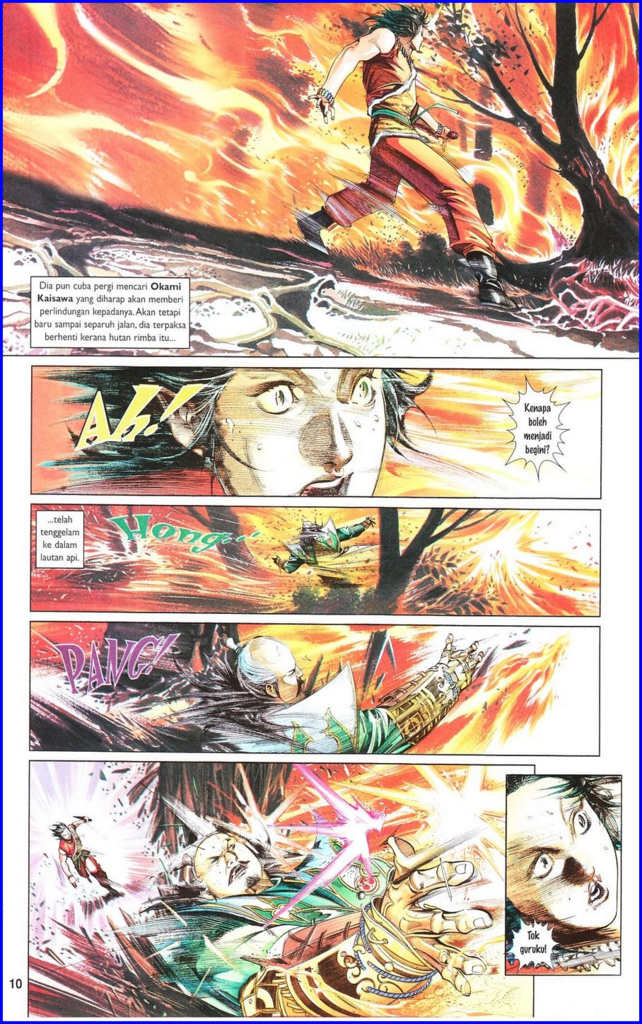 Dia pun cuba pergi mencari Okami
Kaisawa yang diharap akan memberi
perlindungan kepadanya. Akan tetapi
baru sampai separuh jalan, dia terpaksa
berhenti kerana hutan rimba itu...
Ah!
Kenapa
boleh
menjadi
begini?
...telah
tenggelam
ke dalam
lautan api.
Hong...
PANG!
Tok
guruku!
10